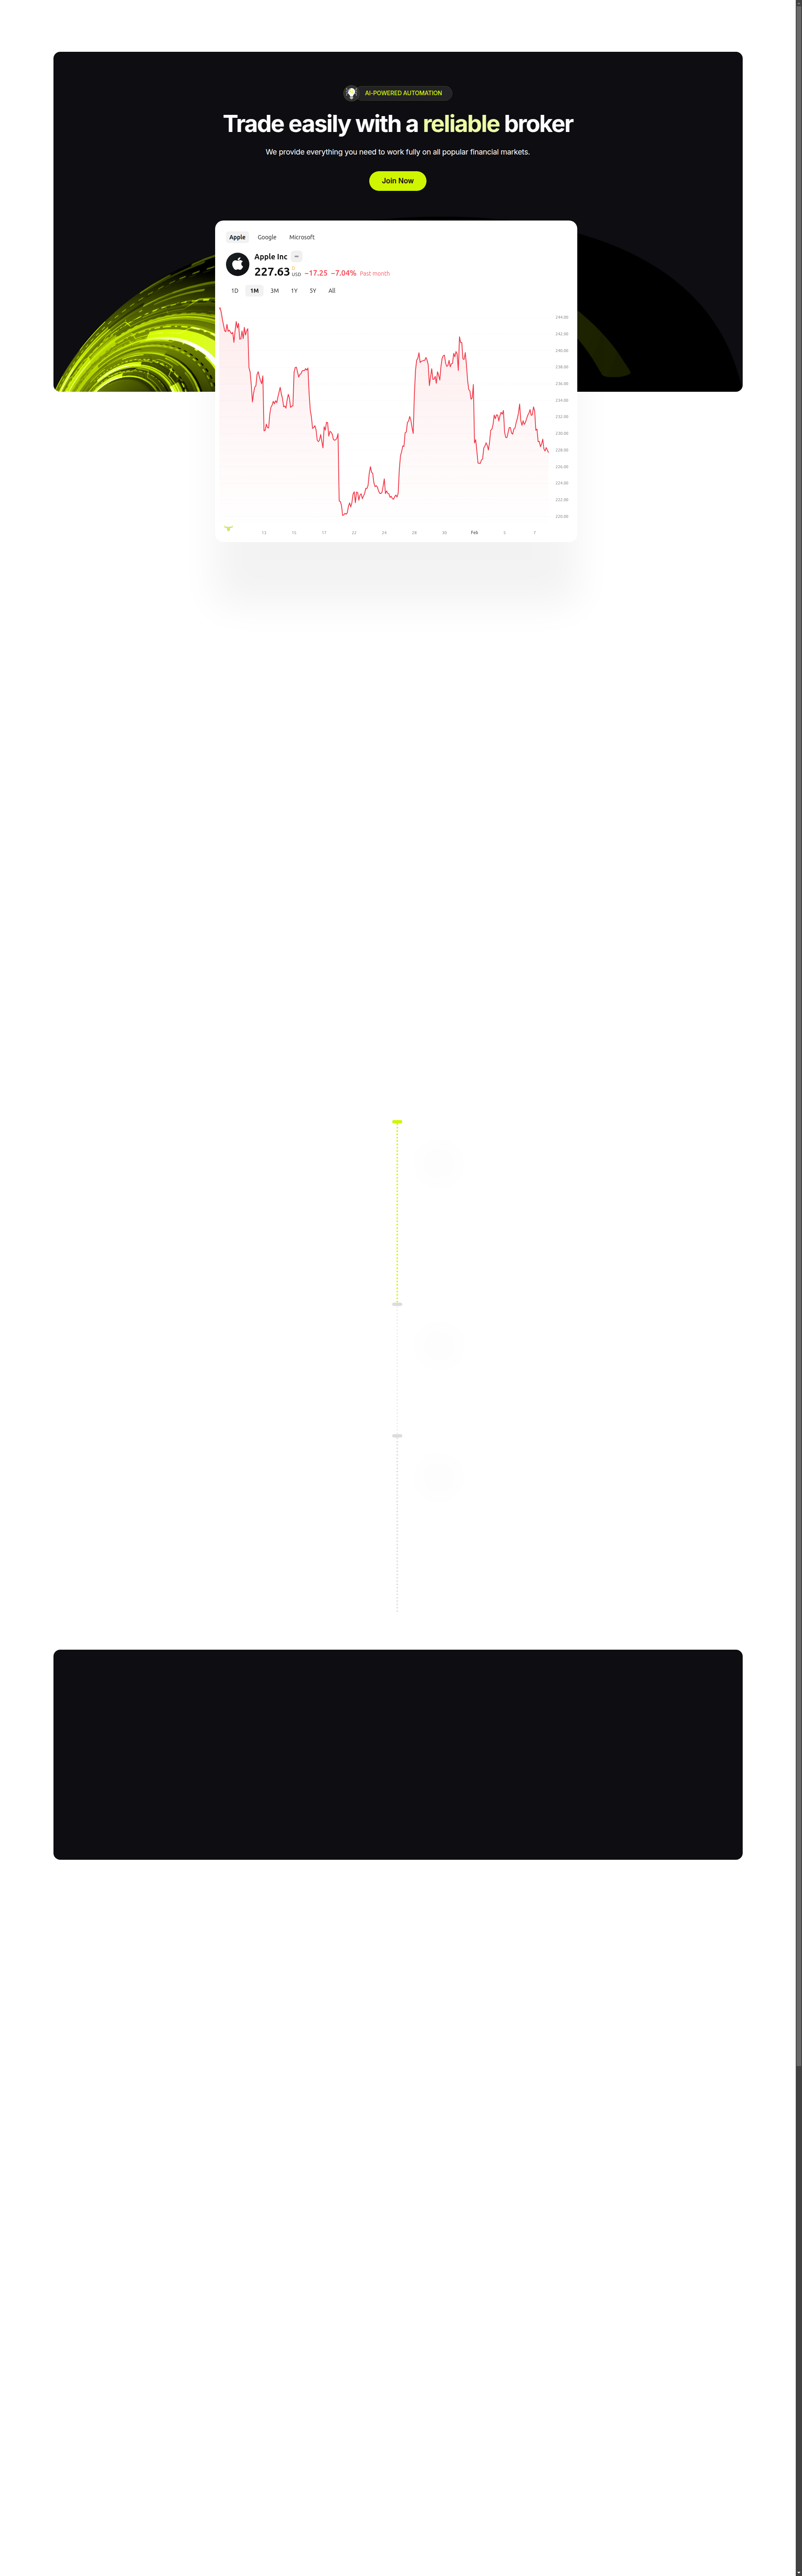 AI-POWERED AUTOMATION
Trade easily with a reliable broker
We provide everything you need to work fully on all popular financial markets.
Join Now
Apple Google Microsoft
Apple Inc
227.63 USD −17.25 −7.04% Past month
1D 1M 3M 1Y 5Y All
244.00
242.00
240.00
238.00
236.00
234.00
232.00
230.00
228.00
226.00
224.00
222.00
220.00
13 15 17 22 24 28 30 Feb 5 7